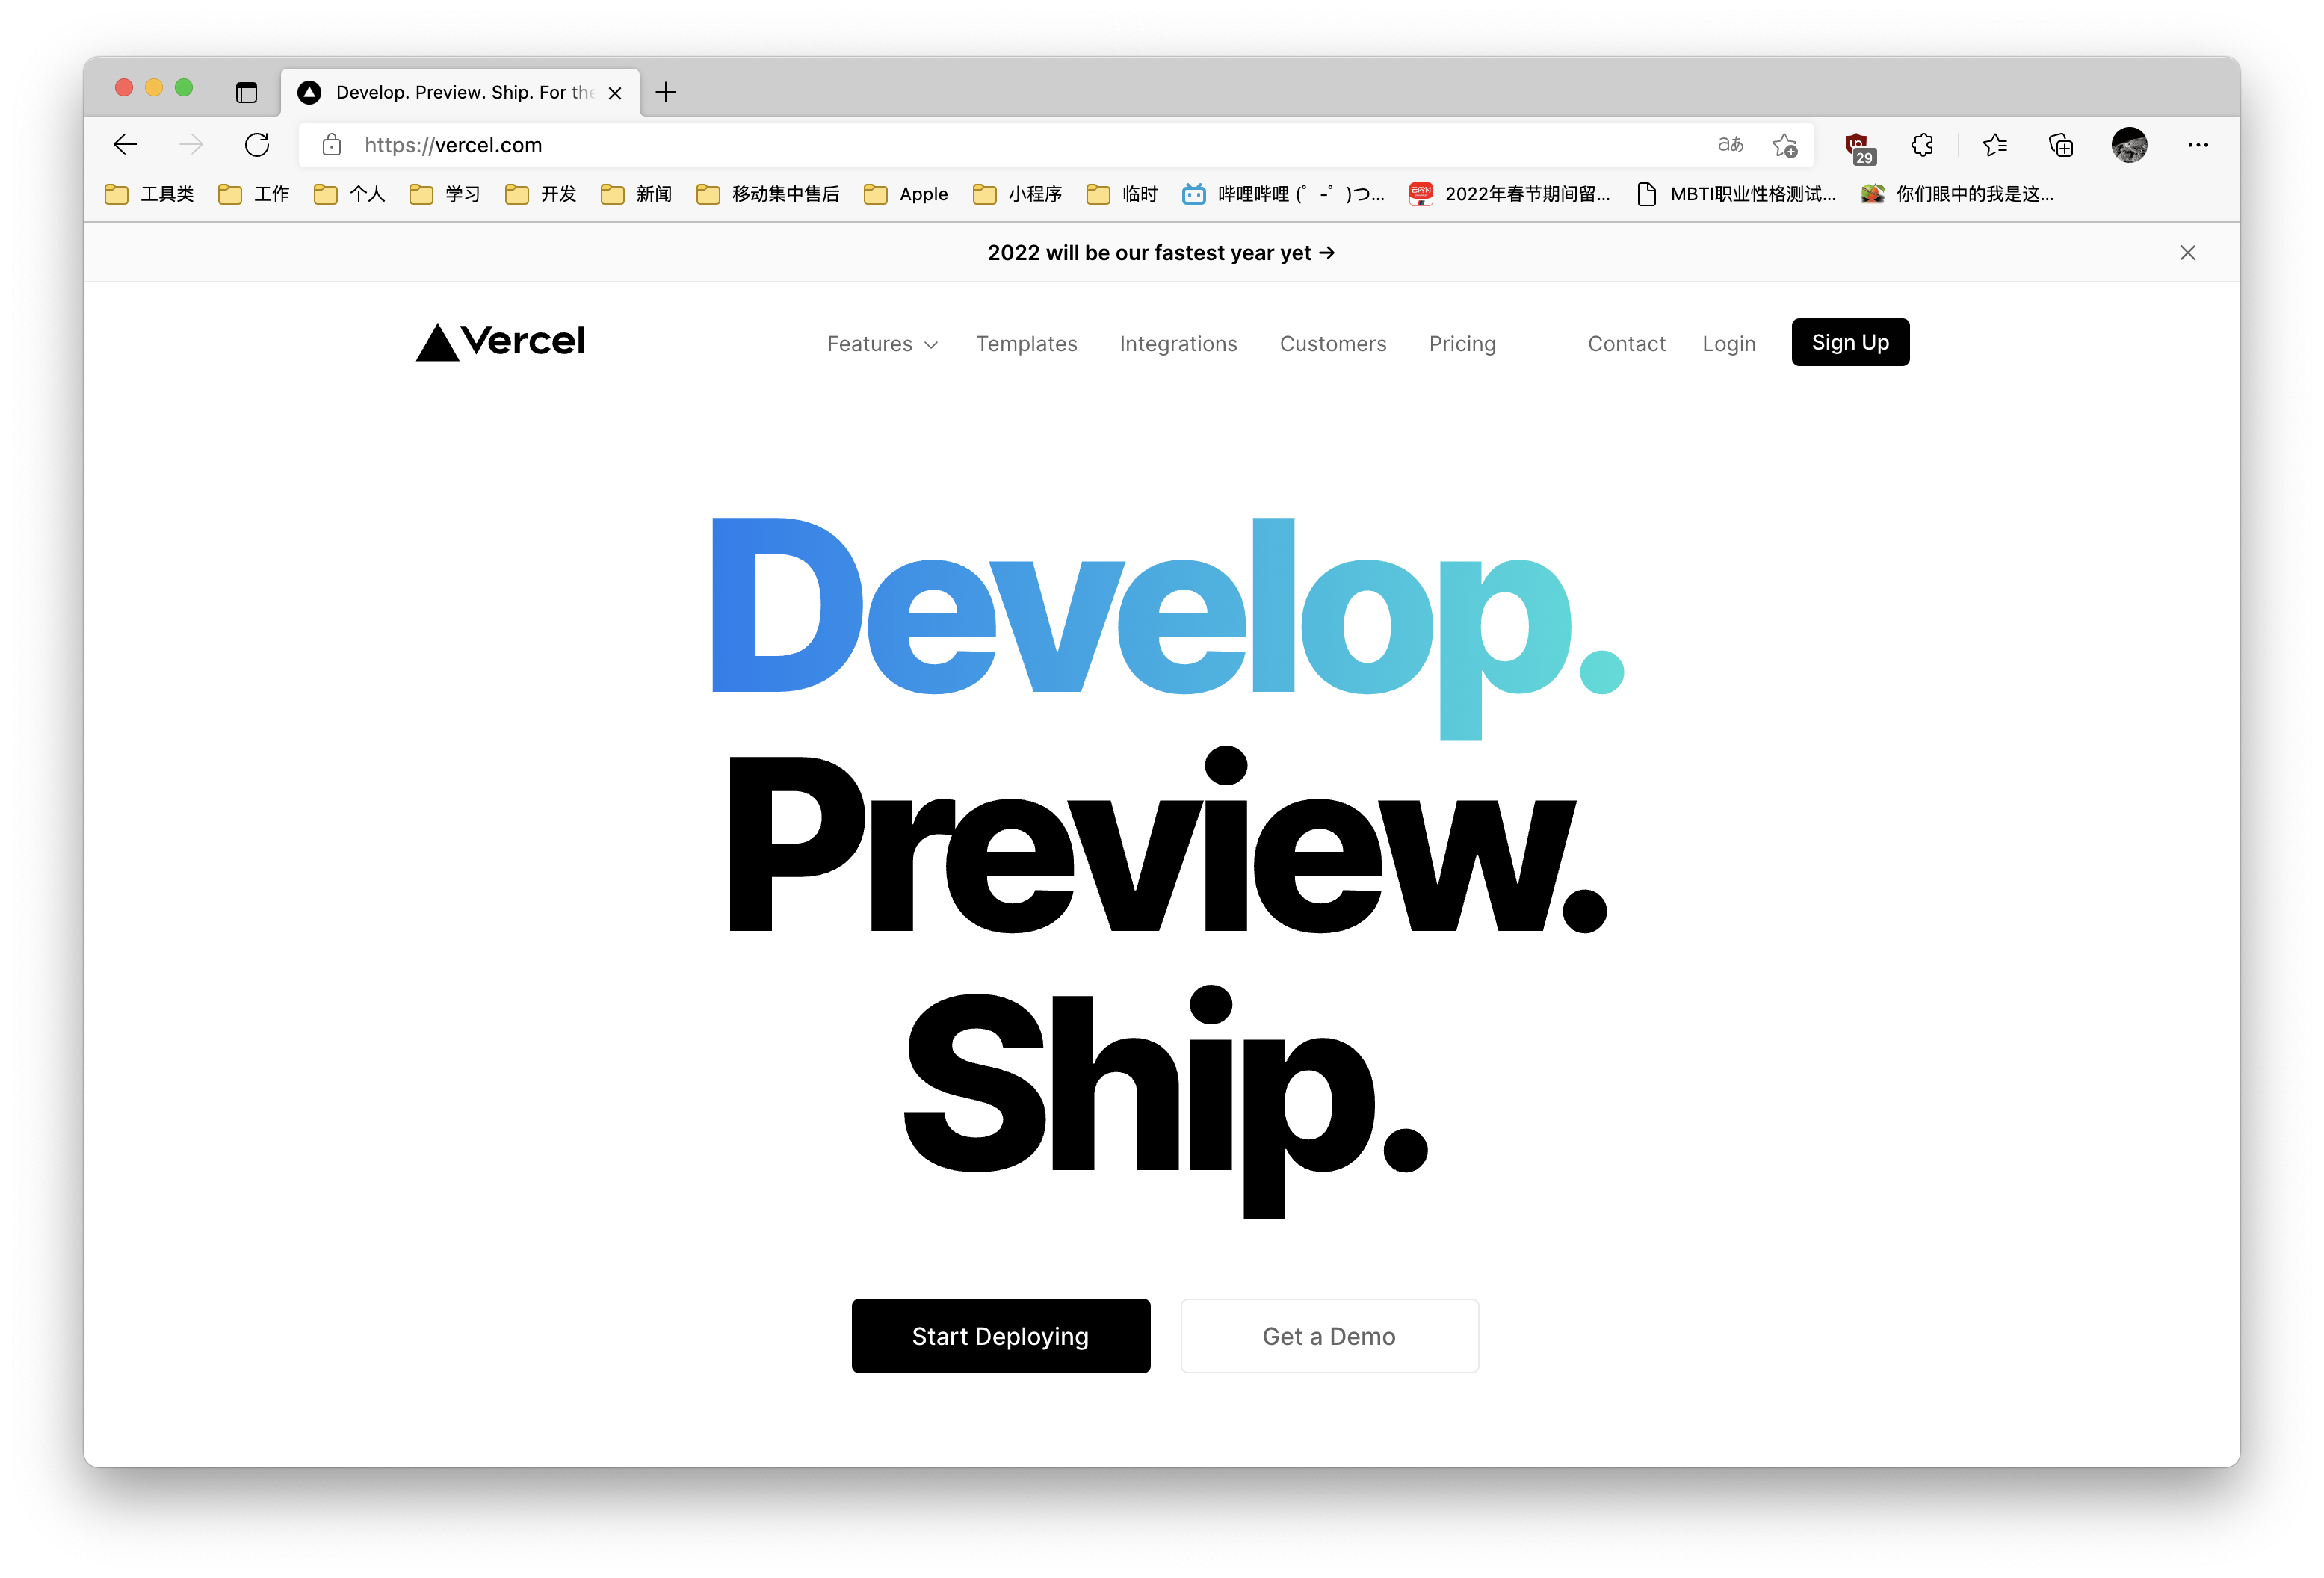 Develop. Preview. Ship. For the
https://vercel.com
aあ
29
工具类 工作 个人 学习 开发 新闻 移动集中售后 Apple 小程序 临时 哔哩哔哩 (゜-゜)つ... 2022年春节期间留... MBTI职业性格测试... 你们眼中的我是这...
2022 will be our fastest year yet →
Vercel Features Templates Integrations Customers Pricing Contact Login Sign Up
Develop.
Preview.
Ship.
Start Deploying Get a Demo